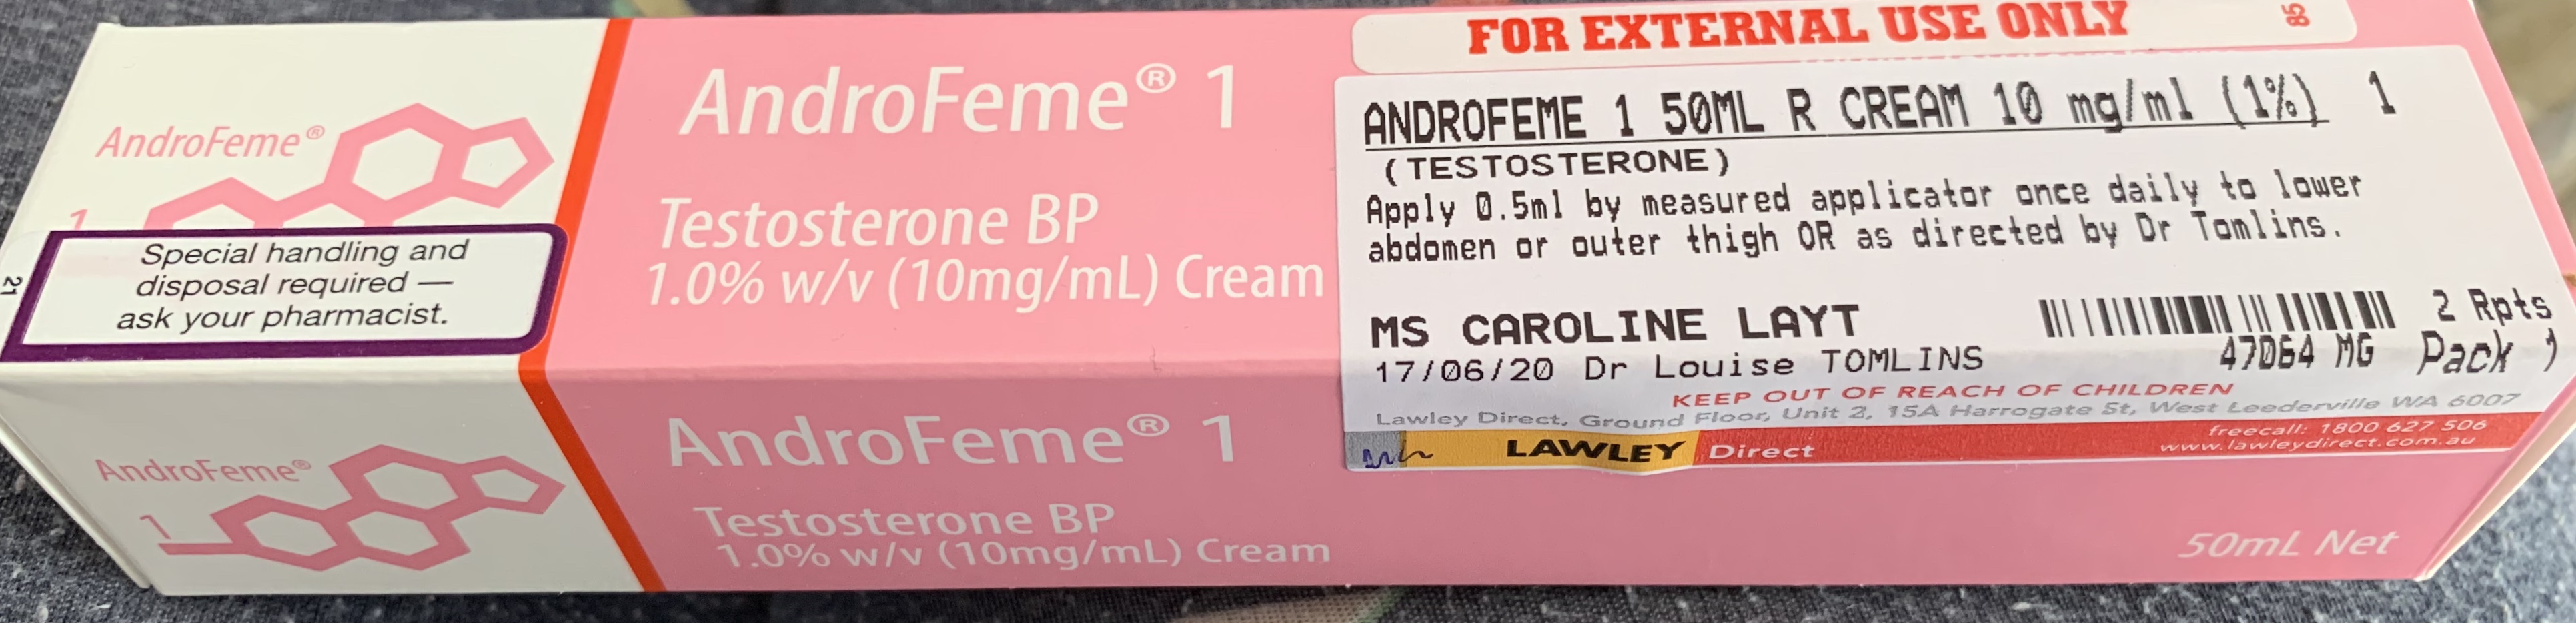 AndroFeme®
1
Special handling and
disposal required —
ask your pharmacist.
21
AndroFeme® 1
Testosterone BP
1.0% w/v (10mg/mL) Cream
FOR EXTERNAL USE ONLY
85
ANDROFEME 1 50ML R CREAM 10 mg/ml (1%) 1
(TESTOSTERONE)
Apply 0.5ml by measured applicator once daily to lower
abdomen or outer thigh OR as directed by Dr Tomlins.
MS CAROLINE LAYT
2 Rpts
17/06/20 Dr Louise TOMLINS
47064 MG Pack 1
KEEP OUT OF REACH OF CHILDREN
Lawley Direct, Ground Floor, Unit 2, 15A Harrogate St, West Leederville WA 6007
LAWLEY Direct
freecall: 1800 627 506
www.lawleydirect.com.au
AndroFeme®
1
AndroFeme® 1
Testosterone BP
1.0% w/v (10mg/mL) Cream
50mL Net